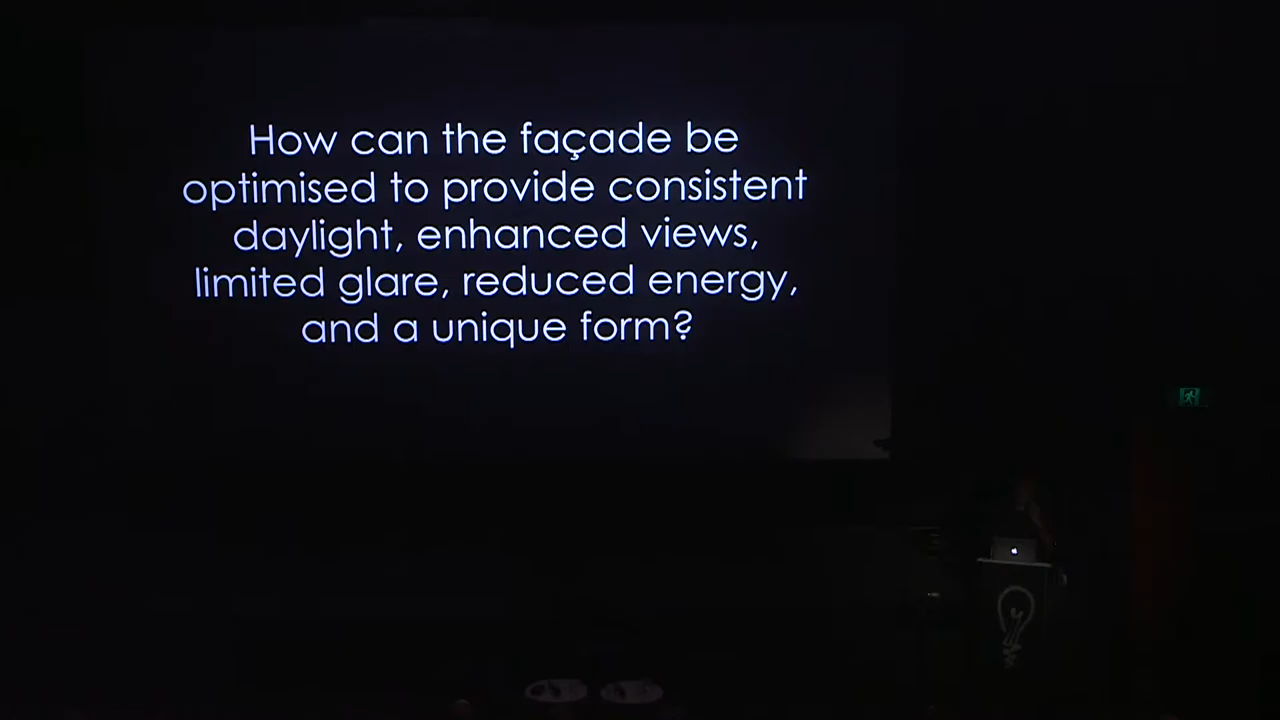 How can the façade be
optimised to provide consistent
daylight, enhanced views,
limited glare, reduced energy,
and a unique form?